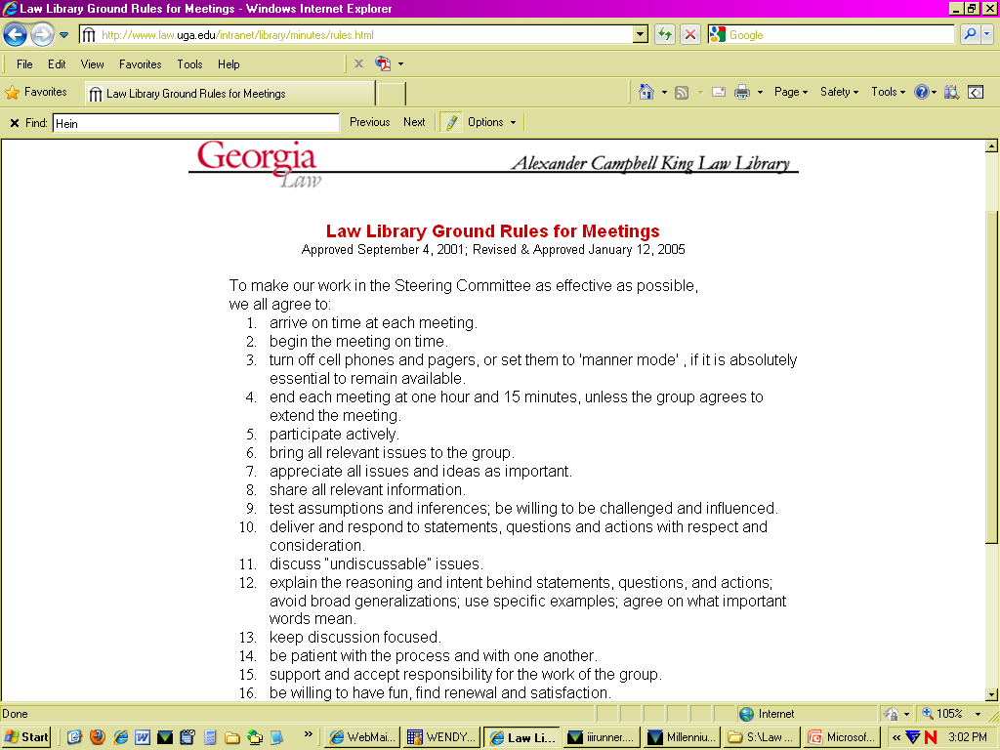 Law Library Ground Rules for Meetings - Windows Internet Explorer
http://www.law.uga.edu/intranet/library/minutes/rules.html
Google
File Edit View Favorites Tools Help
Favorites Law Library Ground Rules for Meetings Page Safety Tools
Find: Hein Previous Next Options
Georgia Law Alexander Campbell King Law Library
Law Library Ground Rules for Meetings
Approved September 4, 2001; Revised & Approved January 12, 2005
To make our work in the Steering Committee as effective as possible,
we all agree to:
1. arrive on time at each meeting.
2. begin the meeting on time.
3. turn off cell phones and pagers, or set them to 'manner mode' , if it is absolutely
essential to remain available.
4. end each meeting at one hour and 15 minutes, unless the group agrees to
extend the meeting.
5. participate actively.
6. bring all relevant issues to the group.
7. appreciate all issues and ideas as important.
8. share all relevant information.
9. test assumptions and inferences; be willing to be challenged and influenced.
10. deliver and respond to statements, questions and actions with respect and
consideration.
11. discuss "undiscussable" issues.
12. explain the reasoning and intent behind statements, questions, and actions;
avoid broad generalizations; use specific examples; agree on what important
words mean.
13. keep discussion focused.
14. be patient with the process and with one another.
15. support and accept responsibility for the work of the group.
16. be willing to have fun, find renewal and satisfaction.
Done Internet 105%
Start WebMai... WENDY... Law Li... iiirunner... Millenniu... S:\Law ... Microsof... 3:02 PM